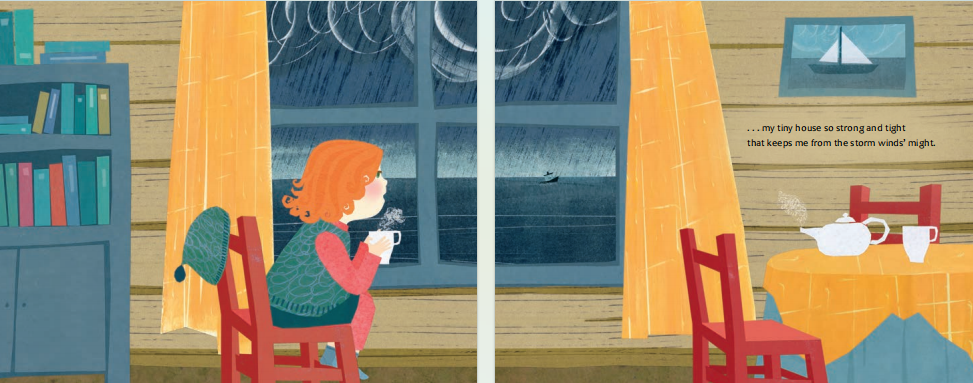 . . . my tiny house so strong and tight
that keeps me from the storm winds’ might.